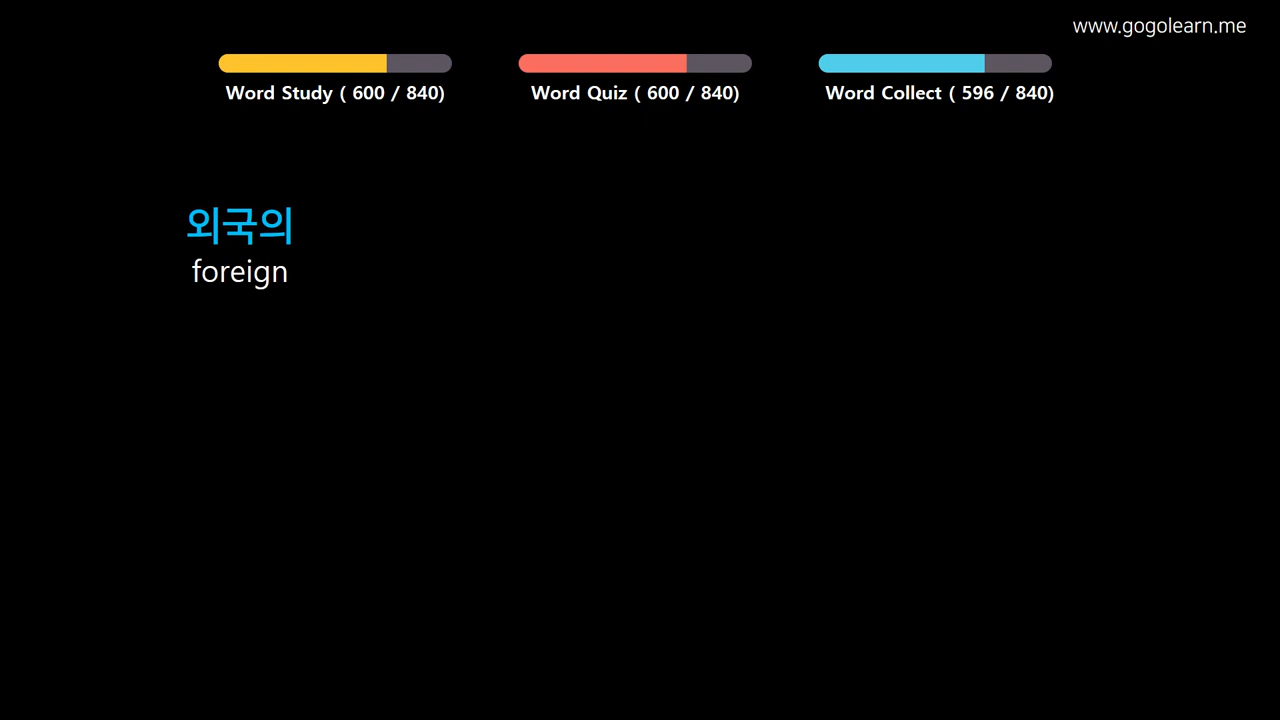 www.gogolearn.me
Word Study ( 600 / 840)
Word Quiz ( 600 / 840)
Word Collect ( 596 / 840)
외국의
foreign